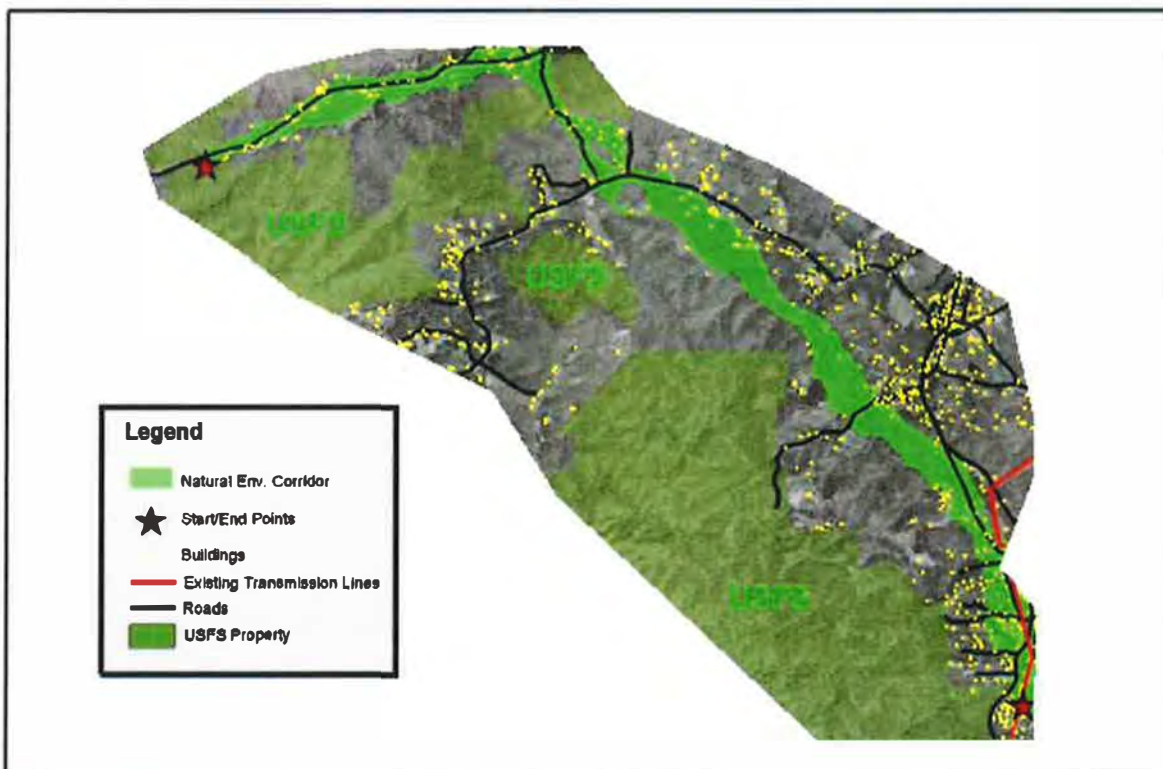 USFS
USFS
USFS
Legend
Natural Env. Corridor
Start/End Points
Buildings
Existing Transmission Lines
Roads
USFS Property